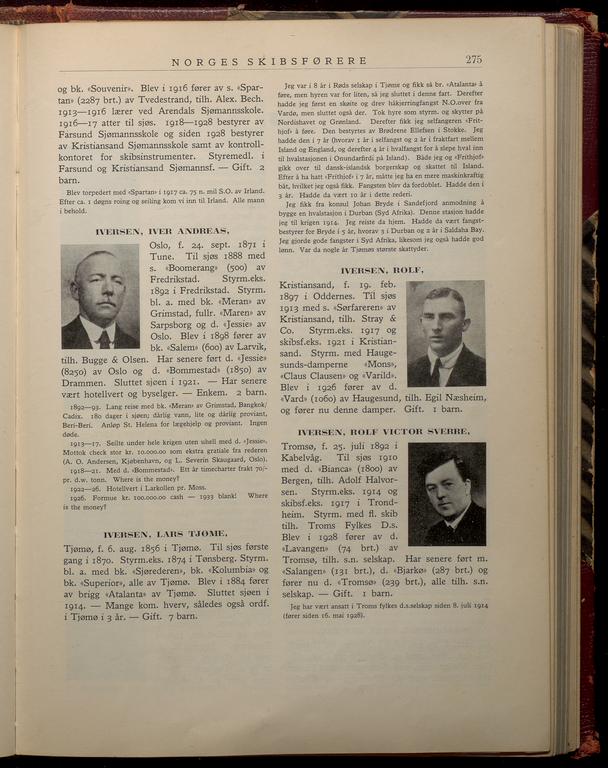 NORGES SKIBSFØRERE 275
og bk. «Souvenir». Blev i 1916 fører av s. «Spar-
tan» (2287 brt.) av Tvedestrand, tilh. Alex. Bech.
1913—1916 lærer ved Arendals Sjømannsskole.
1916—17 atter til sjøs. 1918—1928 bestyrer av
Farsund Sjømannsskole og siden 1928 bestyrer
av Kristiansand Sjømannsskole samt av kontroll-
kontoret for skibsinstrumenter. Styremedl. i
Farsund og Kristiansand Sjømannsf. — Gift. 2
barn.
Blev torpedert med «Spartan» i 1917 ca. 75 n. mil S.O. av Irland.
Efter ca. 1 døgns roing og seiling kom vi inn til Irland. Alle mann
i behold.
IVERSEN, IVER ANDREAS,
Oslo, f. 24. sept. 1871 i
Tune. Til sjøs 1888 med
s. «Boomerang» (500) av
Fredrikstad. Styrm.eks.
1892 i Fredrikstad. Styrm.
bl. a. med bk. «Meran» av
Grimstad, fullr. «Maren» av
Sarpsborg og d. «Jessie» av
Oslo. Blev i 1898 fører av
bk. «Salem» (600) av Larvik,
tilh. Bugge & Olsen. Har senere ført d. «Jessie»
(8250) av Oslo og d. «Bommestad» (1850) av
Drammen. Sluttet sjøen i 1921. — Har senere
vært hotellvert og byselger. — Enkem. 2 barn.
1892—93. Lang reise med bk. «Meran» av Grimstad, Bangkok/
Cadix. 180 dager i sjøen; dårlig vann, lite og dårlig proviant,
Beri-Beri. Anløp St. Helena for lægehjelp og proviant. Ingen
døde.
1913—17. Seilte under hele krigen uten uhell med d. «Jessie».
Mottok check stor kr. 10.000.00 som ekstra gratiale fra rederen
(A. O. Andersen, Kjøbenhavn, og L. Severin Skaugaard, Oslo).
1918—21. Med d. «Bommestad». Ett år timecharter frakt 70/-
pr. d.w. tonn. Where is the money?
1922—26. Hotellvert i Larkollen pr. Moss.
1926. Formue kr. 100.000.00 cash — 1933 blank! Where
is the money?
IVERSEN, LARS TJØME,
Tjømø, f. 6. aug. 1856 i Tjømø. Til sjøs første
gang i 1870. Styrm.eks. 1874 i Tønsberg. Styrm.
bl. a. med bk. «Sjørederen», bk. «Kolumbia» og
bk. «Superior», alle av Tjømø. Blev i 1884 fører
av brigg «Atalanta» av Tjømø. Sluttet sjøen i
1914. — Mange kom. hverv, således også ordf.
i Tjømø i 3 år. — Gift. 7 barn.
Jeg var i 8 år i Røds selskap i Tjøme og fikk så br. «Atalanta» å
føre, men hyren var for liten, så jeg sluttet i denne fart. Derefter
hadde jeg først en skøite og drev håkjerringfangst N.O.over fra
Vardø, men sluttet også der. Tok hyre som styrm. og skytter på
Nordishavet og Grønland. Derefter fikk jeg selfangeren «Frit-
hjof» å føre. Den bestyrtes av Brødrene Ellefsen i Stokke. Jeg
hadde den i 7 år (hvorav 1 år i selfangst og 2 år i fraktfart mellem
Island og England, og derefter 4 år i hvalfangst for å slepe hval inn
til hvalstasjonen i Onundarfirdi på Island). Både jeg og «Frithjof»
gikk over til dansk-islandsk borgerskap og skattet til Island.
Efter å ha hatt «Frithjof» i 7 år, måtte jeg ha en mere maskinkraftig
båt, hvilket jeg også fikk. Fangsten blev da fordoblet. Hadde den i
3 år. Hadde da vært 10 år i dette rederi.
Jeg fikk fra konsul Johan Bryde i Sandefjord anmodning å
bygge en hvalstasjon i Durban (Syd Afrika). Denne stasjon hadde
jeg til krigen 1914. Jeg reiste da hjem. Hadde da vært fangst-
bestyrer for Bryde i 5 år, hvorav 3 i Durban og 2 år i Saldaha Bay.
Jeg gjorde gode fangster i Syd Afrika, likesom jeg også hadde god
lønn. Var da nogle år Tjømøs største skattyder.
IVERSEN, ROLF,
Kristiansand, f. 19. feb.
1897 i Oddernes. Til sjøs
1913 med s. «Sørfareren» av
Kristiansand, tilh. Stray &
Co. Styrm.eks. 1917 og
skibsf.eks. 1921 i Kristian-
sand. Styrm. med Hauge-
sunds-damperne «Mons»,
«Claus Clausen» og «Varild».
Blev i 1926 fører av d.
«Vard» (1060) av Haugesund, tilh. Egil Næsheim,
og fører nu denne damper. Gift. 1 barn.
IVERSEN, ROLF VICTOR SVERRE,
Tromsø, f. 25. juli 1892 i
Kabelvåg. Til sjøs 1910
med d. «Bianca» (1800) av
Bergen, tilh. Adolf Halvor-
sen. Styrm.eks. 1914 og
skibsf.eks. 1917 i Trond-
heim. Styrm. med fl. skib
tilh. Troms Fylkes D.s.
Blev i 1928 fører av d.
«Lavangen» (74 brt.) av
Tromsø, tilh. s.n. selskap. Har senere ført m.
«Salangen» (131 brt.), d. «Bjarkø» (287 brt.) og
fører nu d. «Tromsø» (239 brt.), alle tilh. s.n.
selskap. — Gift. 1 barn.
Jeg har vært ansatt i Troms fylkes d.s.selskap siden 8. juli 1914
(fører siden 16. mai 1928).